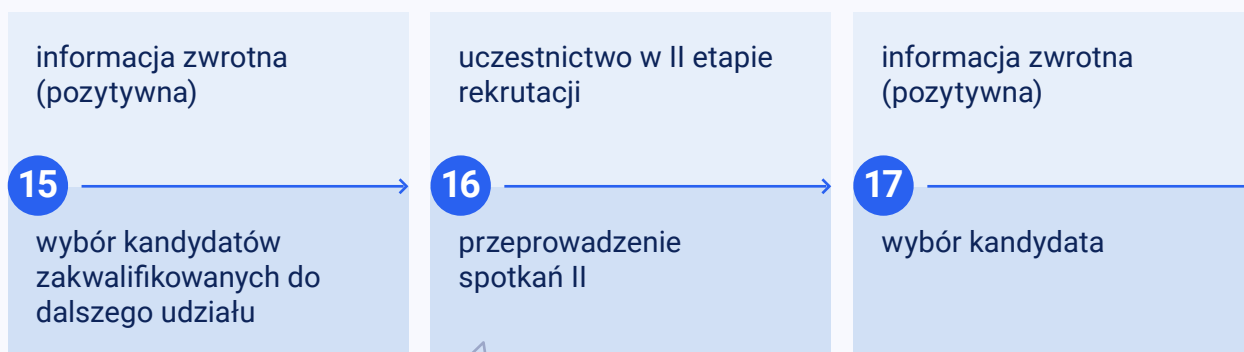 informacja zwrotna
(pozytywna)
15
wybór kandydatów
zakwalifikowanych do
dalszego udziału
uczestnictwo w II etapie
rekrutacji
16
przeprowadzenie
spotkań II
informacja zwrotna
(pozytywna)
17
wybór kandydata